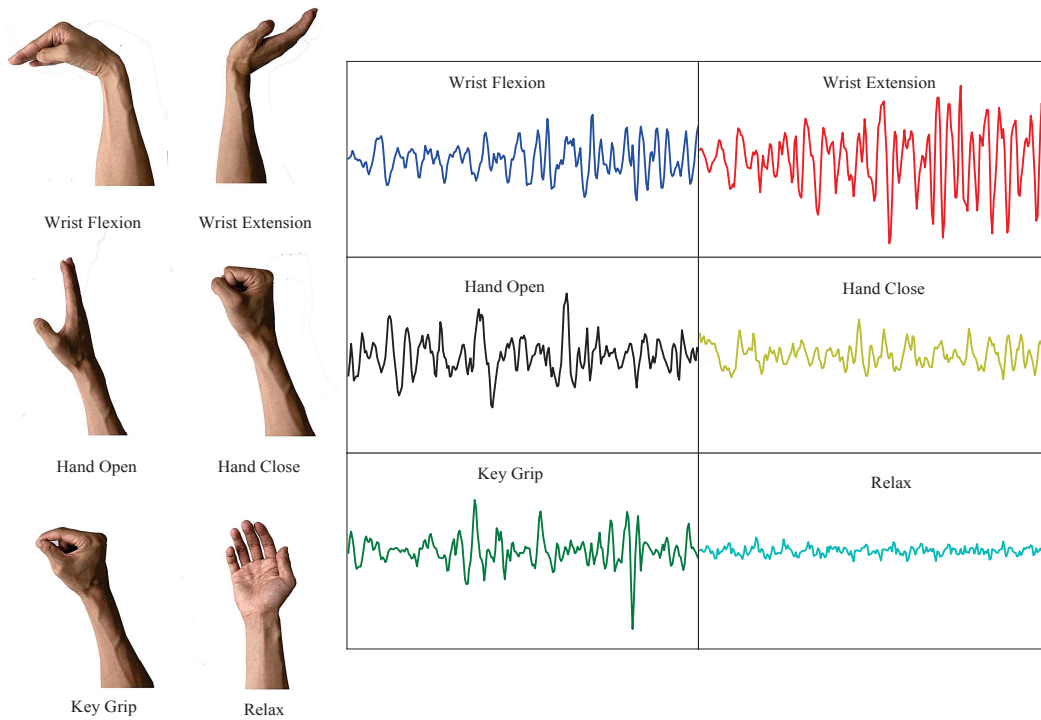 Wrist Flexion
Wrist Extension
Hand Open
Hand Close
Key Grip
Relax
Wrist Flexion
Wrist Extension
Hand Open
Hand Close
Key Grip
Relax